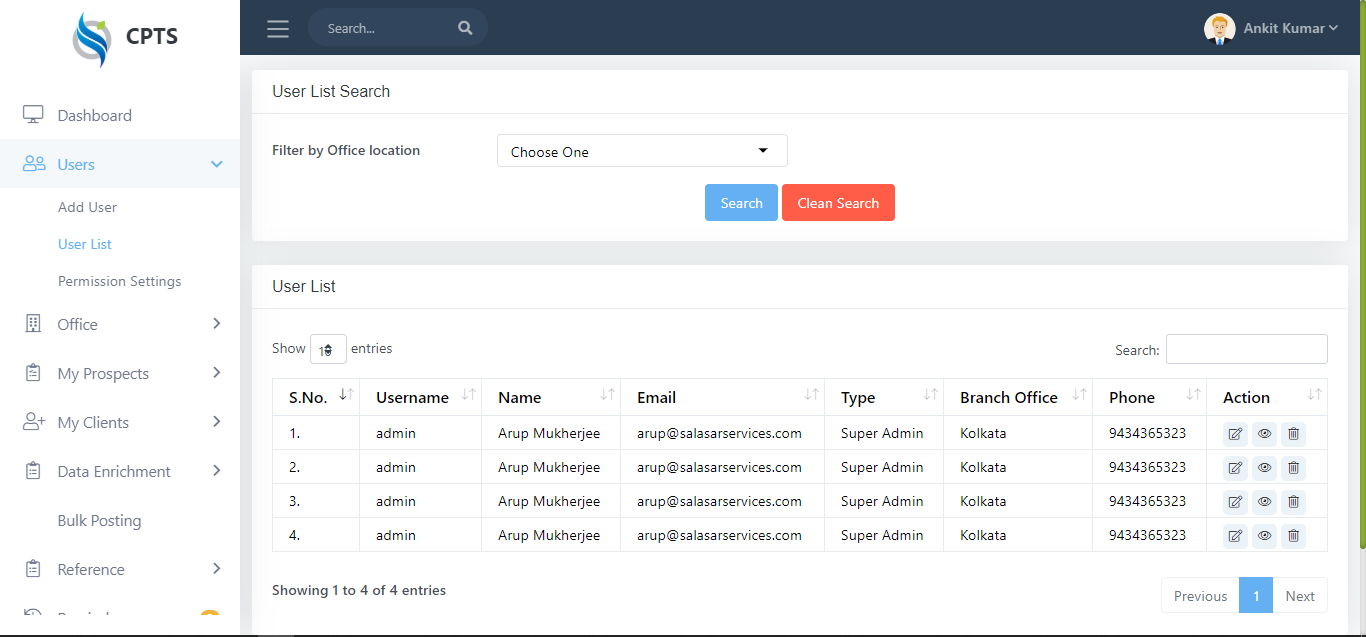 CPTS
Search...
Ankit Kumar
Dashboard
Users
Add User
User List
Permission Settings
Office
My Prospects
My Clients
Data Enrichment
Bulk Posting
Reference
User List Search
Filter by Office location
Choose One
Search Clean Search
User List
Show 10 entries
Search:
S.No. Username Name Email Type Branch Office Phone Action
1. admin Arup Mukherjee arup@salasarservices.com Super Admin Kolkata 9434365323
2. admin Arup Mukherjee arup@salasarservices.com Super Admin Kolkata 9434365323
3. admin Arup Mukherjee arup@salasarservices.com Super Admin Kolkata 9434365323
4. admin Arup Mukherjee arup@salasarservices.com Super Admin Kolkata 9434365323
Showing 1 to 4 of 4 entries
Previous 1 Next